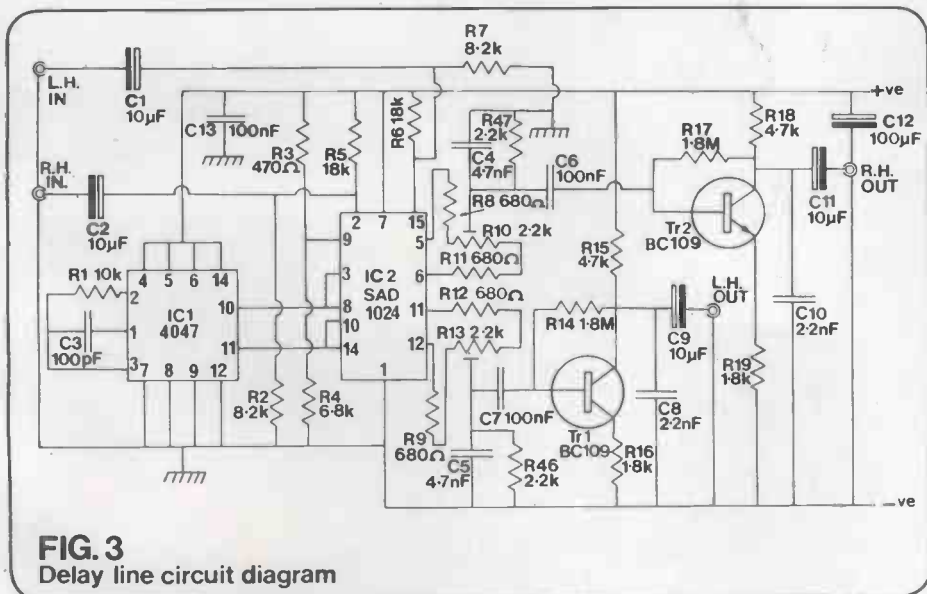 L.H.
IN
C1
10µF
R7
8·2k
+ve
R.H.
IN.
C2
10µF
C13
100nF
R3
470Ω
R5
18k
R6 18k
R47
2·2k
C4
4·7nF
C6
100nF
R17
1·8M
R18
4·7k
C12
100µF
C11
10µF
R.H.
OUT
Tr2
BC109
R8 680Ω
R10 2·2k
R11 680Ω
R12 680Ω
R13 2·2k
R15
4·7k
R14 1·8M
L.H.
OUT
C9
10µF
C10
2·2nF
R1 10k
C3
100pF
4 5 6 14
2
1
3
IC1
4047
10
11
7 8 9 12
2 7 15
9
3
8
10
14
IC 2
SAD
1024
5
6
11
12
1
R2
8·2k
R4
6·8k
R9
680Ω
C5
4·7nF
C7 100nF
R46
2·2k
Tr1
BC109
R16
1·8k
C8
2·2nF
R19
1·8k
−ve
FIG. 3
Delay line circuit diagram